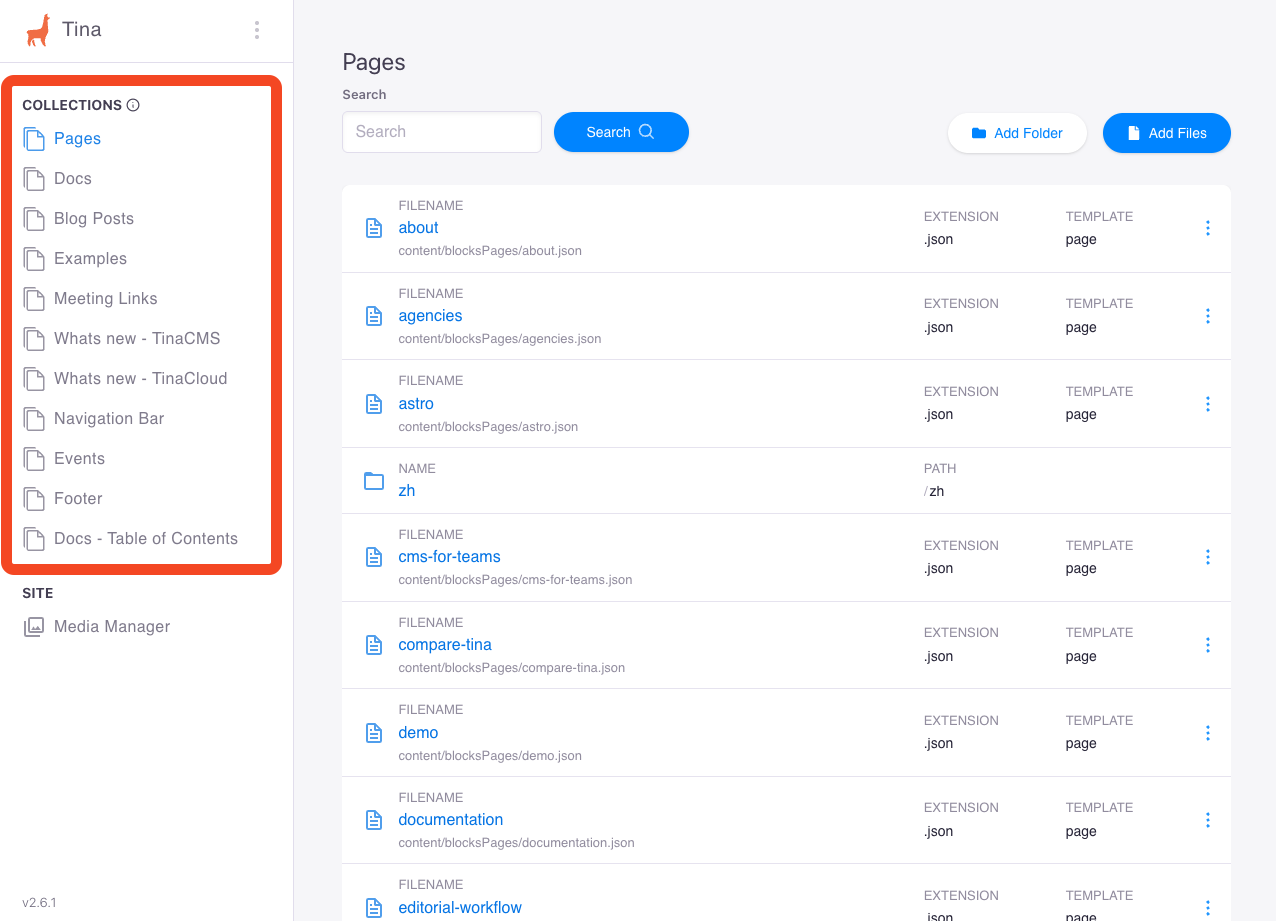 Tina
COLLECTIONS
Pages
Docs
Blog Posts
Examples
Meeting Links
Whats new - TinaCMS
Whats new - TinaCloud
Navigation Bar
Events
Footer
Docs - Table of Contents
SITE
Media Manager
v2.6.1
Pages
Search
Search
Search
Add Folder
Add Files
FILENAME
about
content/blocksPages/about.json
EXTENSION
.json
TEMPLATE
page
FILENAME
agencies
content/blocksPages/agencies.json
EXTENSION
.json
TEMPLATE
page
FILENAME
astro
content/blocksPages/astro.json
EXTENSION
.json
TEMPLATE
page
NAME
zh
PATH
/zh
FILENAME
cms-for-teams
content/blocksPages/cms-for-teams.json
EXTENSION
.json
TEMPLATE
page
FILENAME
compare-tina
content/blocksPages/compare-tina.json
EXTENSION
.json
TEMPLATE
page
FILENAME
demo
content/blocksPages/demo.json
EXTENSION
.json
TEMPLATE
page
FILENAME
documentation
content/blocksPages/documentation.json
EXTENSION
.json
TEMPLATE
page
FILENAME
editorial-workflow
EXTENSION
.json
TEMPLATE
page